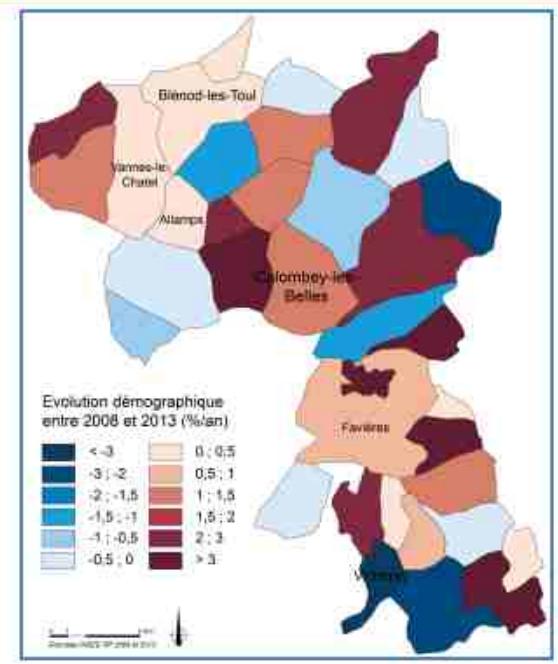 Blénod-les-Toul
Vannes-le-
Chatel
Allamps
Colombey-les-
Belles
Favières
Evolution démographique
entre 2008 et 2013 (%/an)
< -3
-3 ; -2
-2 ; -1,5
-1,5 ; -1
-1 ; -0,5
-0,5 ; 0
0 ; 0,5
0,5 ; 1
1 ; 1,5
1,5 ; 2
2 ; 3
> 3